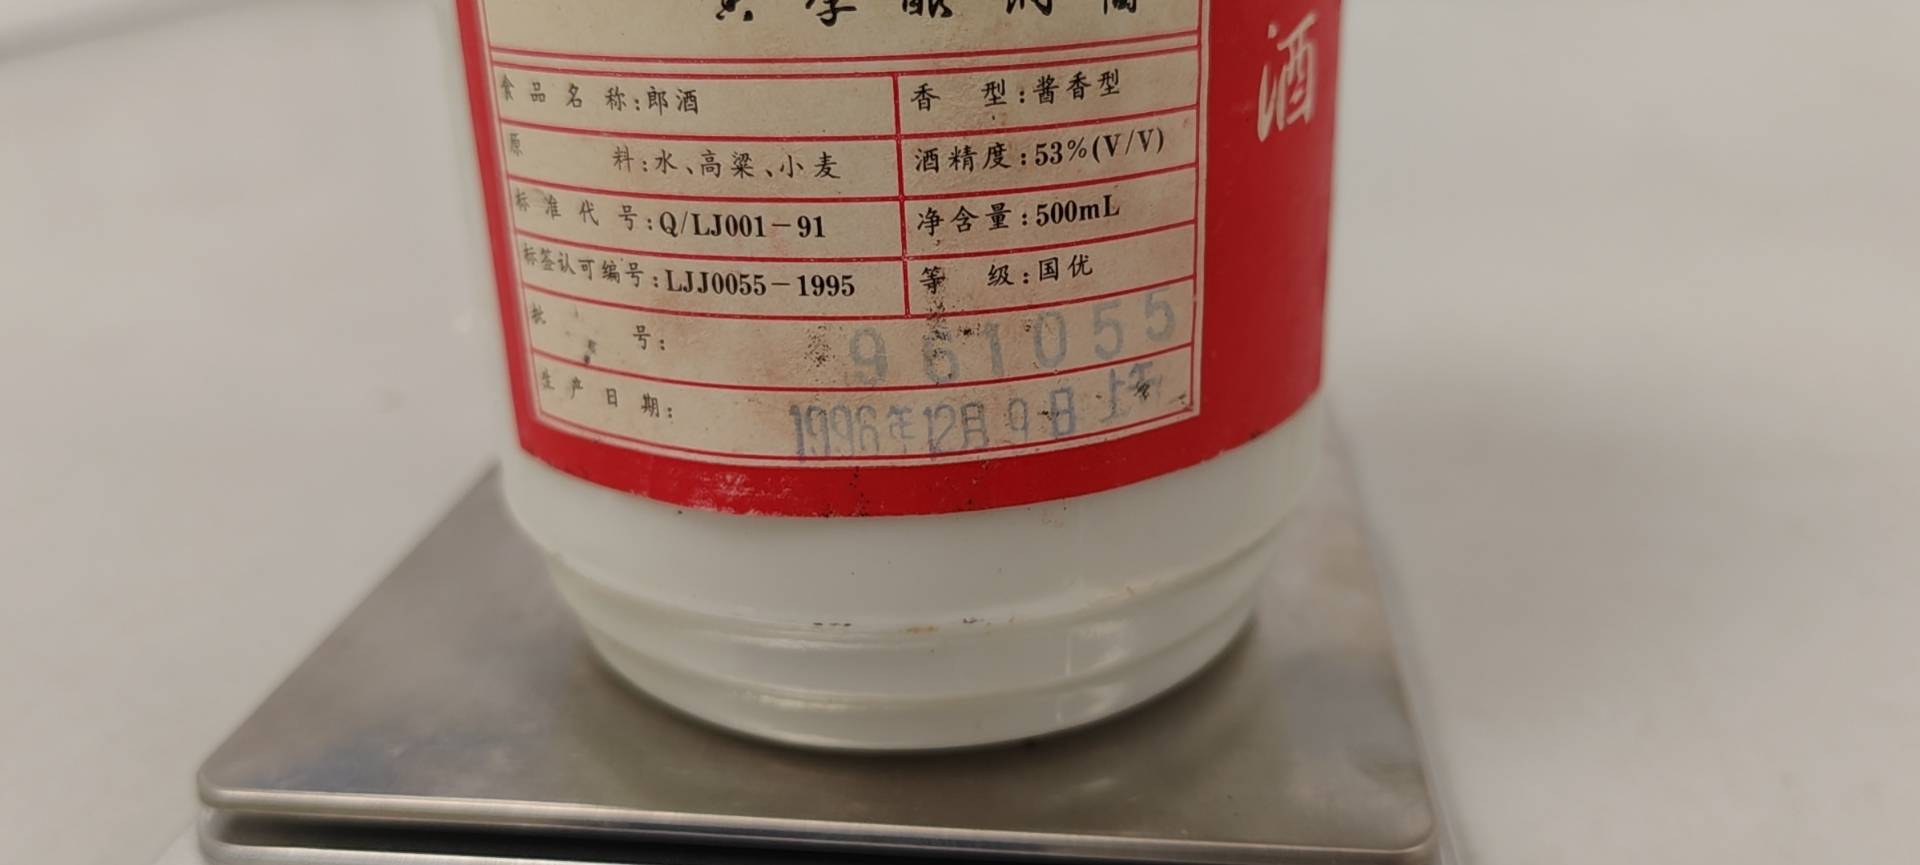 食品名称:郎酒 香型:酱香型
原料:水、高粱、小麦 酒精度:53%(V/V)
标准代号:Q/LJ001-91 净含量:500mL
标签认可编号:LJJ0055-1995 等级:国优
批号: 961055
生产日期: 1996年12月9日上午
酒